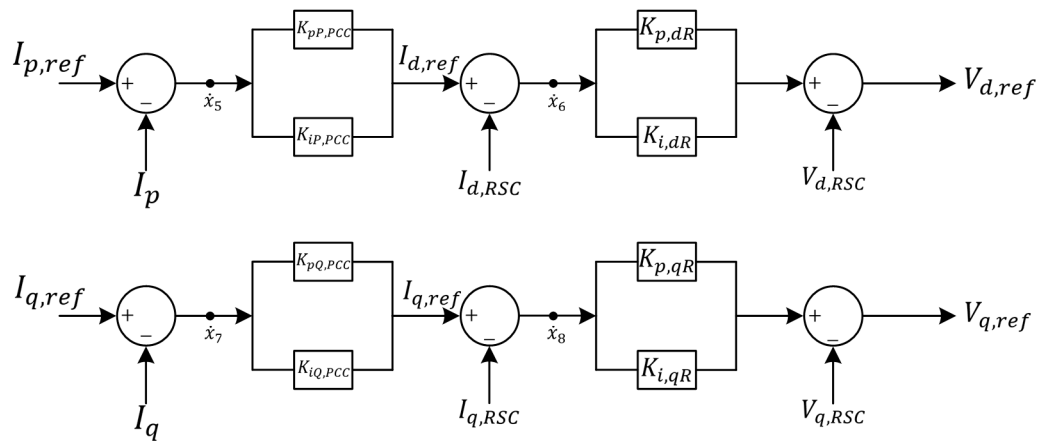 K_{pP,PCC}
K_{p,dR}
I_{p,ref}
I_{d,ref}
V_{d,ref}
+
−
ẋ_5
+
−
ẋ_6
+
−
K_{iP,PCC}
K_{i,dR}
I_p
I_{d,RSC}
V_{d,RSC}
K_{pQ,PCC}
K_{p,qR}
I_{q,ref}
I_{q,ref}
V_{q,ref}
+
−
ẋ_7
+
−
ẋ_8
+
−
K_{iQ,PCC}
K_{i,qR}
I_q
I_{q,RSC}
V_{q,RSC}